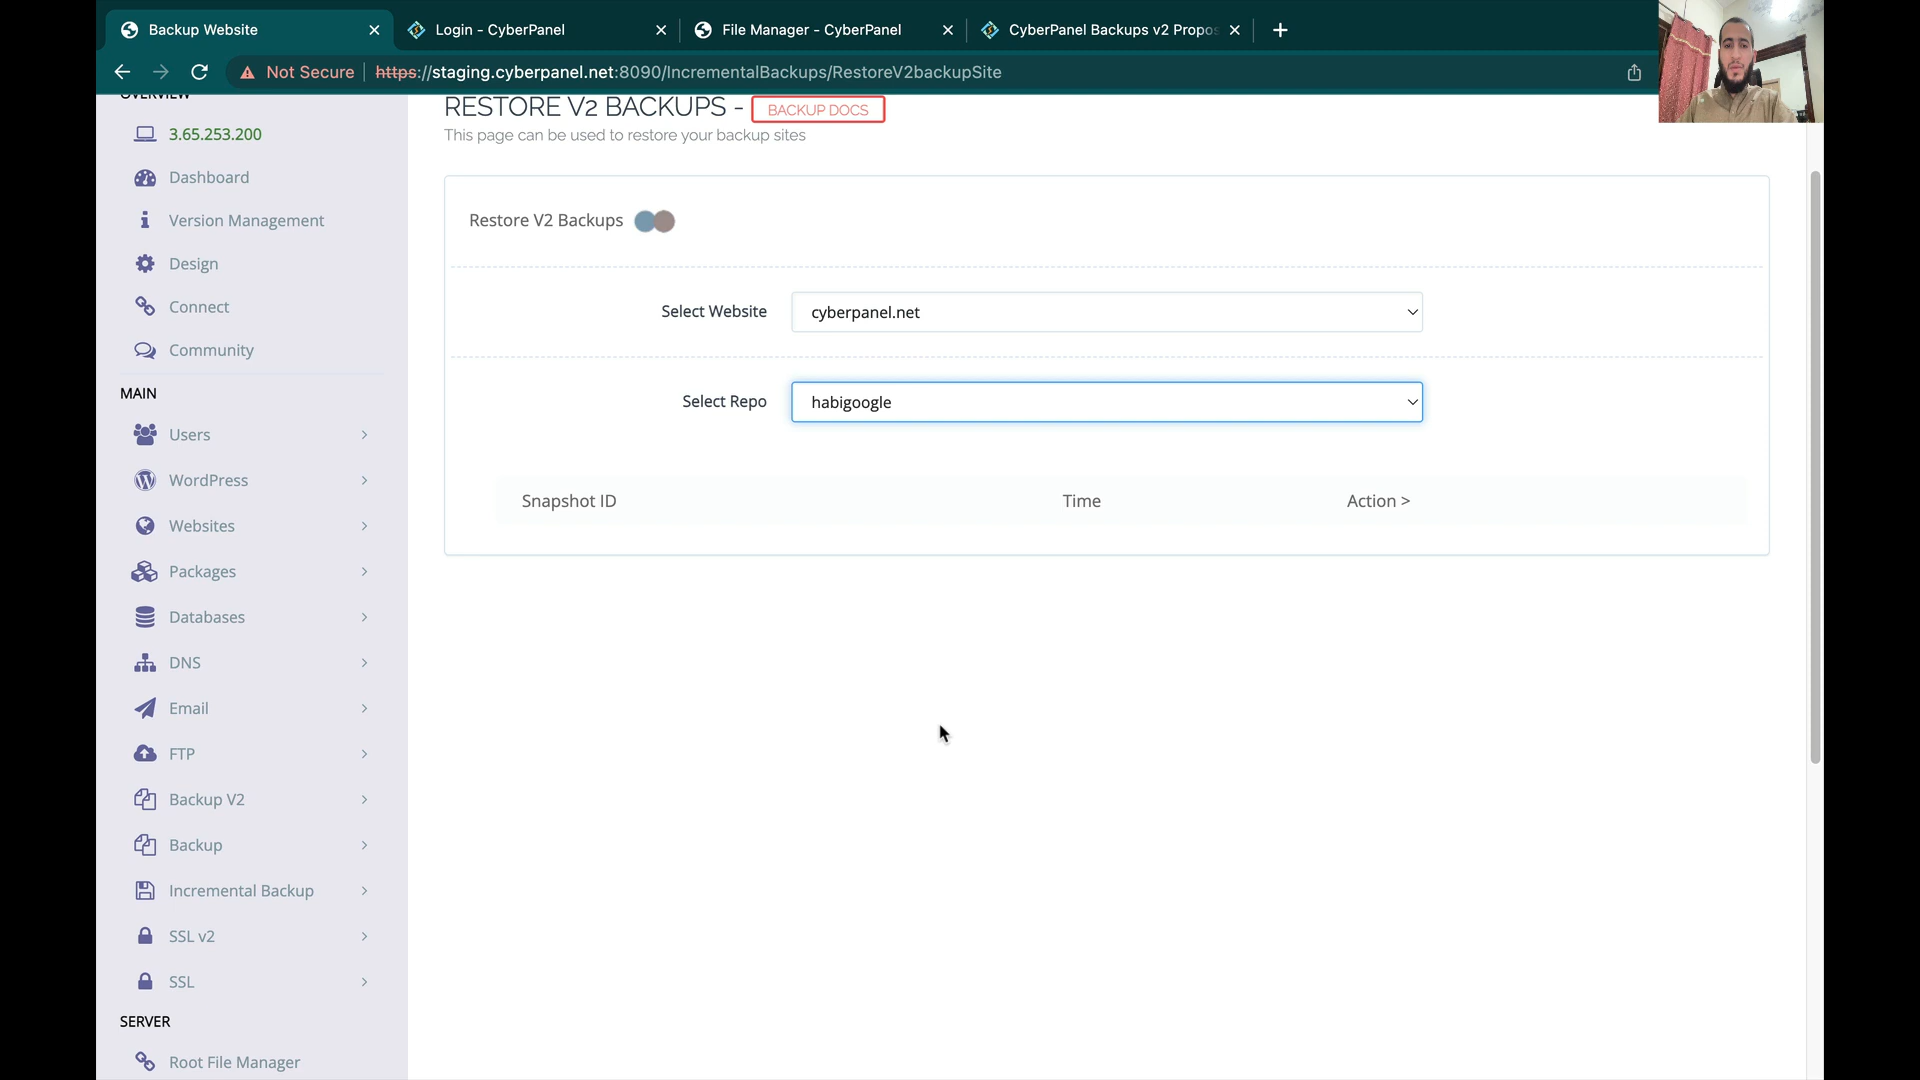 Backup Website
Login - CyberPanel
File Manager - CyberPanel
CyberPanel Backups v2 Propos
Not Secure
https://staging.cyberpanel.net:8090/IncrementalBackups/RestoreV2backupSite
OVERVIEW
3.65.253.200
Dashboard
Version Management
Design
Connect
Community
MAIN
Users
WordPress
Websites
Packages
Databases
DNS
Email
FTP
Backup V2
Backup
Incremental Backup
SSL v2
SSL
SERVER
Root File Manager
RESTORE V2 BACKUPS - BACKUP DOCS
This page can be used to restore your backup sites
Restore V2 Backups
Select Website cyberpanel.net
Select Repo habigoogle
Snapshot ID Time Action >